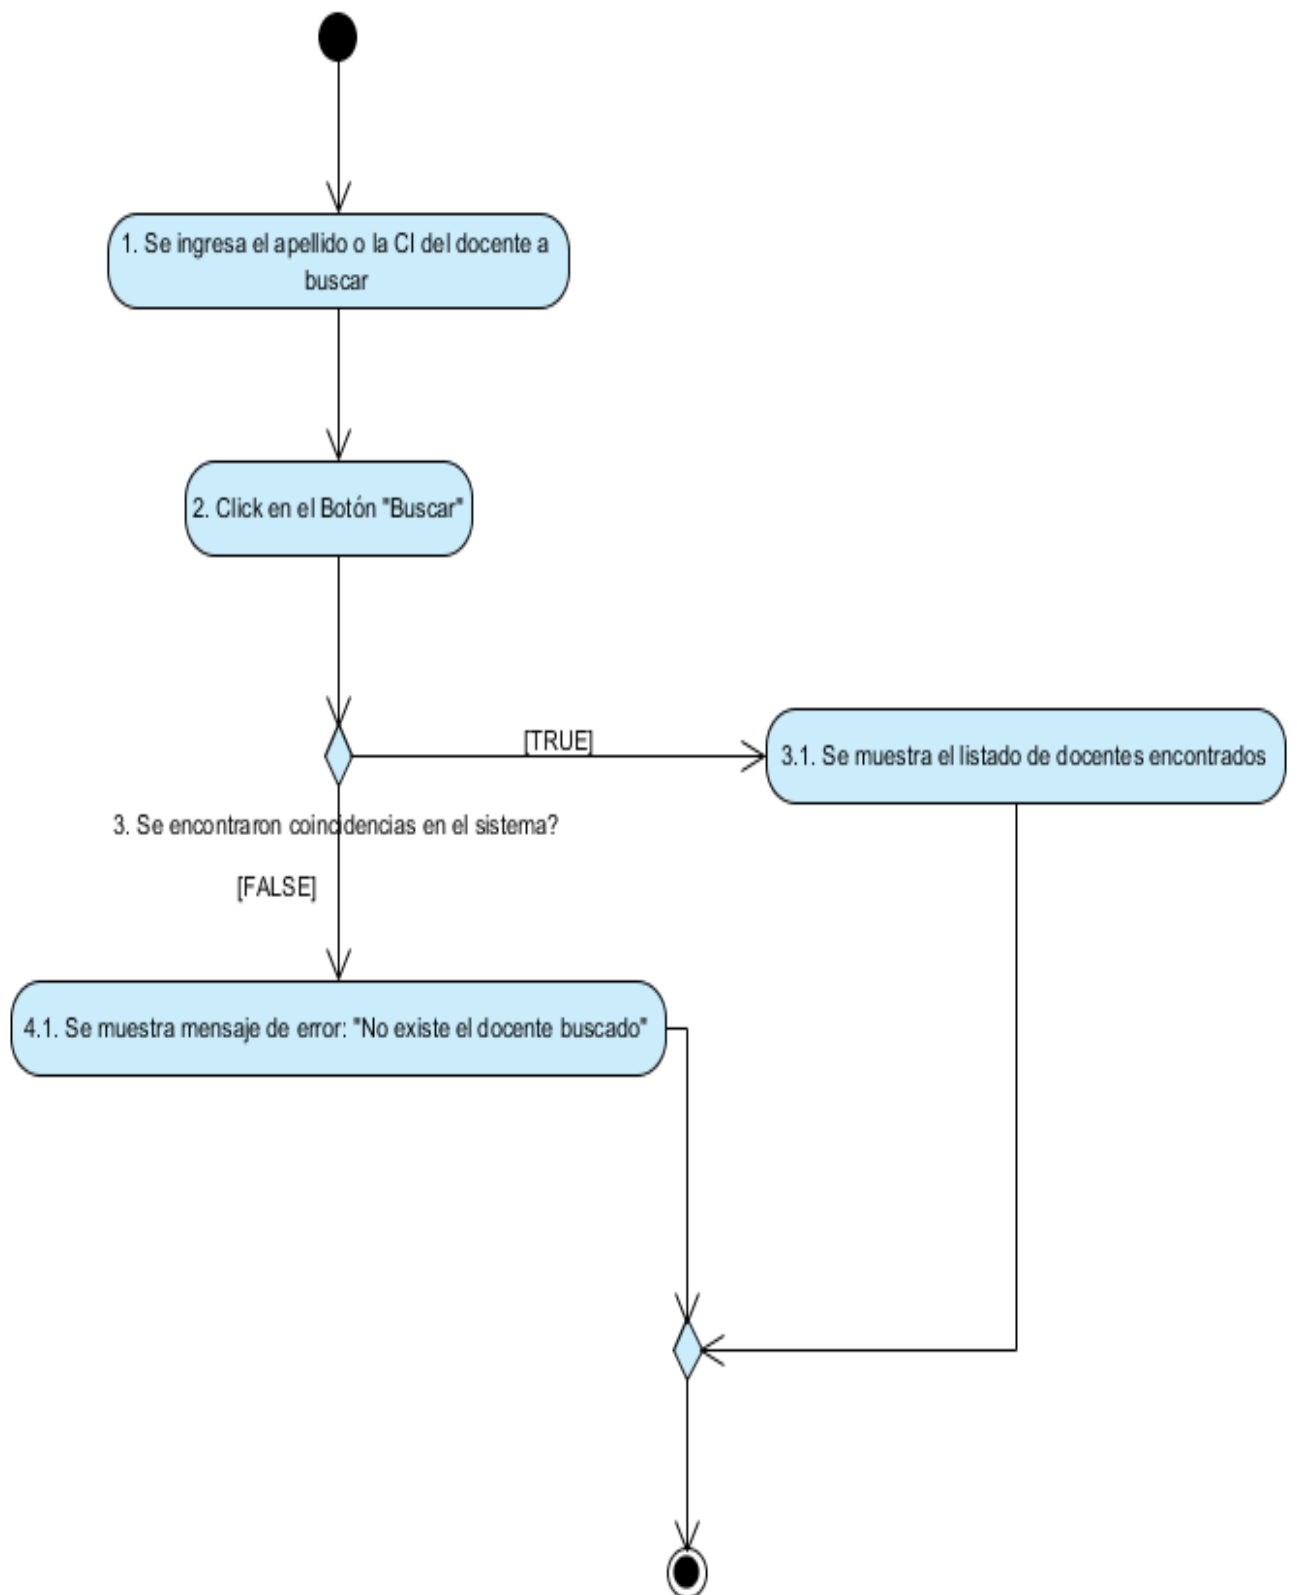 1. Se ingresa el apellido o la CI del docente a
buscar
2. Click en el Botón "Buscar"
[TRUE]
3.1. Se muestra el listado de docentes encontrados
3. Se encontraron coincidencias en el sistema?
[FALSE]
4.1. Se muestra mensaje de error: "No existe el docente buscado"